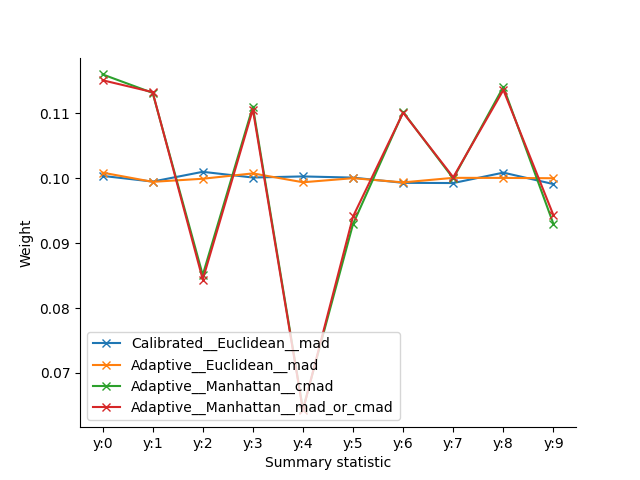 0.11
0.10
0.09
0.08
0.07
Weight
Calibrated__Euclidean__mad
Adaptive__Euclidean__mad
Adaptive__Manhattan__cmad
Adaptive__Manhattan__mad_or_cmad
y:0 y:1 y:2 y:3 y:4 y:5 y:6 y:7 y:8 y:9
Summary statistic